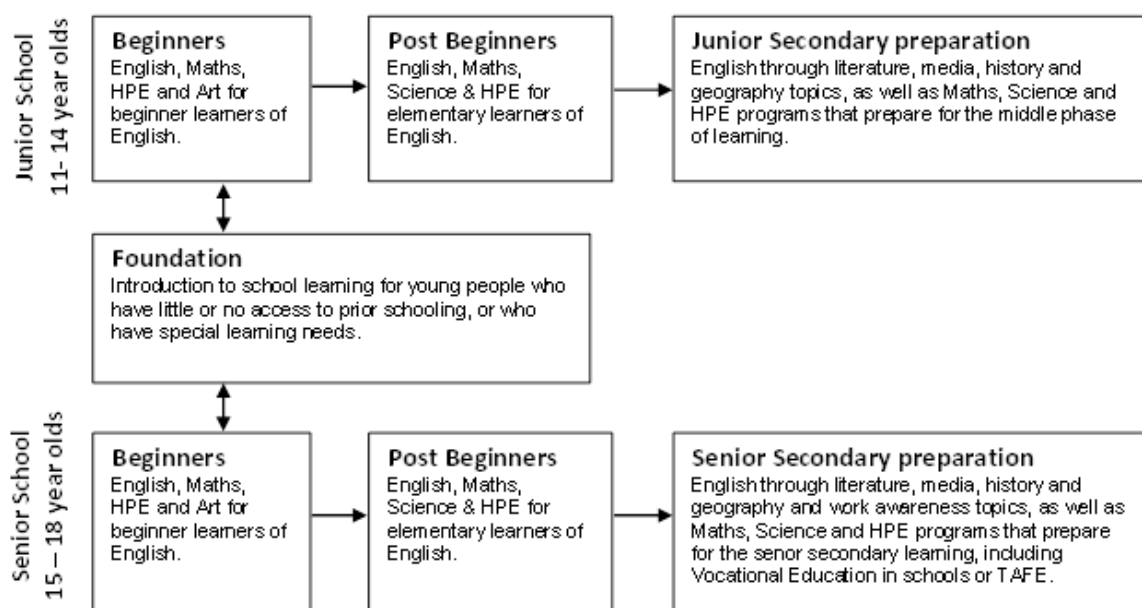 Junior School
11- 14 year olds
Beginners
English, Maths,
HPE and Art for
beginner learners of
English.
Post Beginners
English, Maths,
Science & HPE for
elementary learners of
English.
Junior Secondary preparation
English through literature, media, history and
geography topics, as well as Maths, Science and
HPE programs that prepare for the middle phase
of learning.
Foundation
Introduction to school learning for young people who
have little or no access to prior schooling, or who
have special learning needs.
Senior School
15 – 18 year olds
Beginners
English, Maths,
HPE and Art for
beginner learners of
English.
Post Beginners
English, Maths,
Science & HPE for
elementary learners of
English.
Senior Secondary preparation
English through literature, media, history and
geography and work awareness topics, as well as
Maths, Science and HPE programs that prepare
for the senor secondary learning, including
Vocational Education in schools or TAFE.